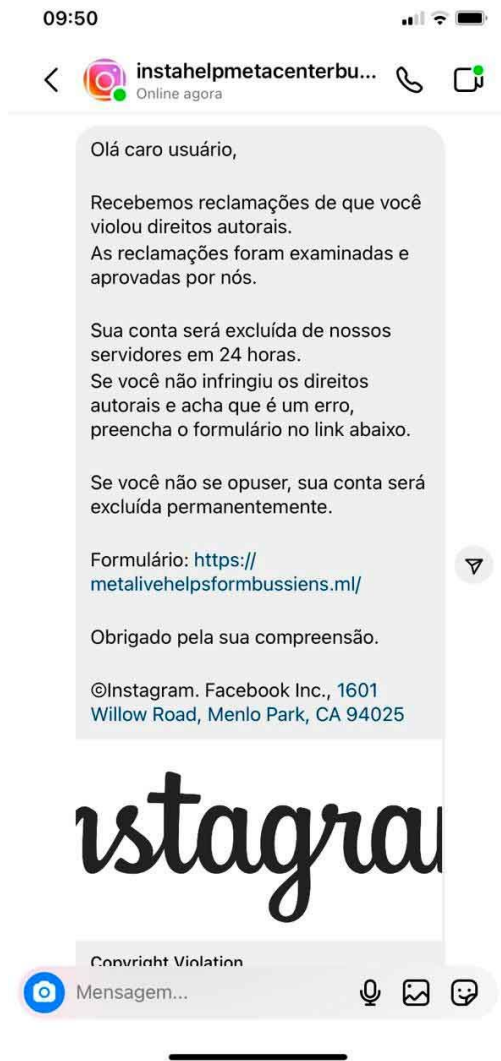 09:50
instahelpmetacenterbu...
Online agora
Olá caro usuário,
Recebemos reclamações de que você
violou direitos autorais.
As reclamações foram examinadas e
aprovadas por nós.
Sua conta será excluída de nossos
servidores em 24 horas.
Se você não infringiu os direitos
autorais e acha que é um erro,
preencha o formulário no link abaixo.
Se você não se opuser, sua conta será
excluída permanentemente.
Formulário: https://
metalivehelpsformbussiens.ml/
Obrigado pela sua compreensão.
©Instagram. Facebook Inc., 1601
Willow Road, Menlo Park, CA 94025
nstagra
Copyright Violation
Mensagem...